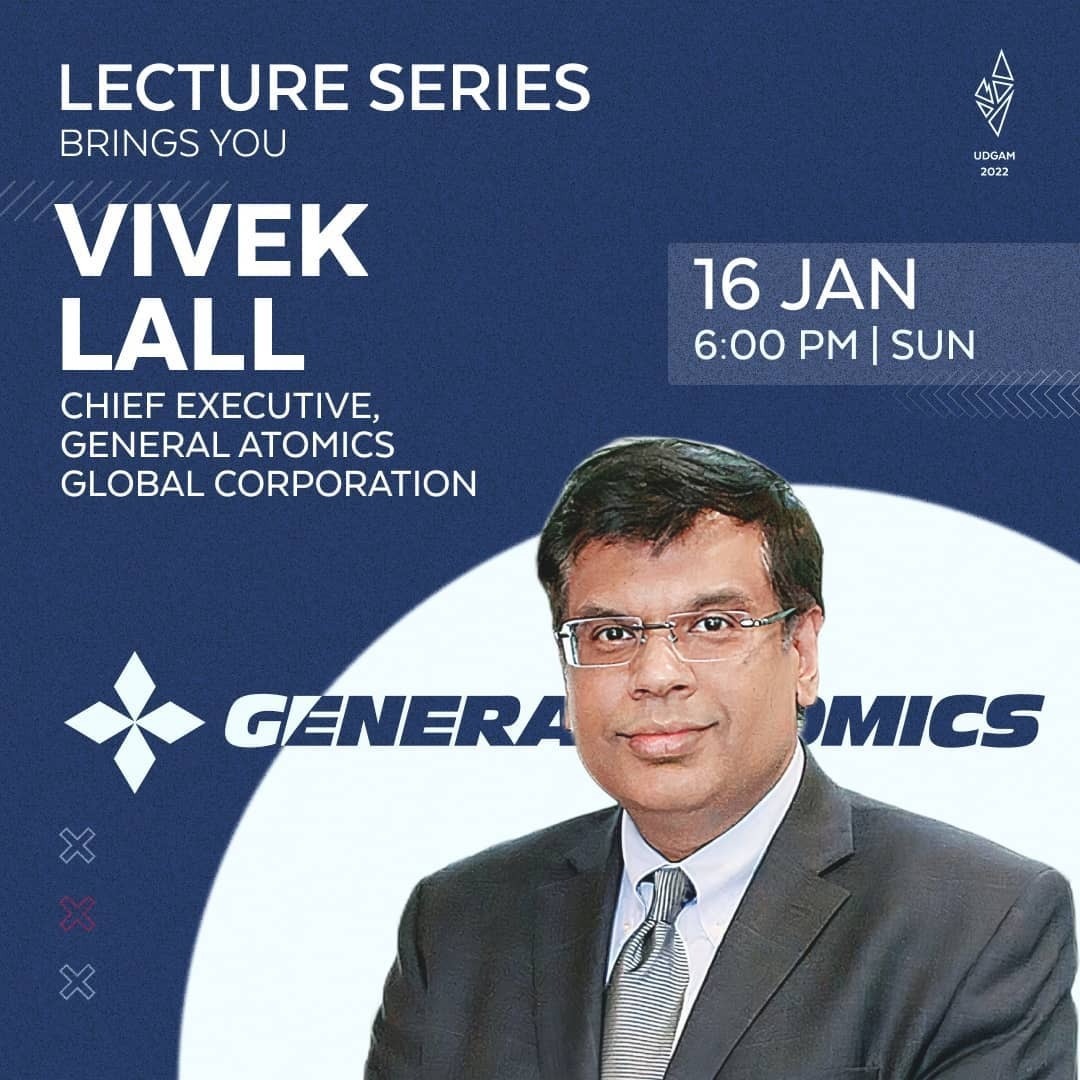 LECTURE SERIES
BRINGS YOU
UDGAM
2022
VIVEK
LALL
CHIEF EXECUTIVE,
GENERAL ATOMICS
GLOBAL CORPORATION
16 JAN
6:00 PM | SUN
GENERA OMICS